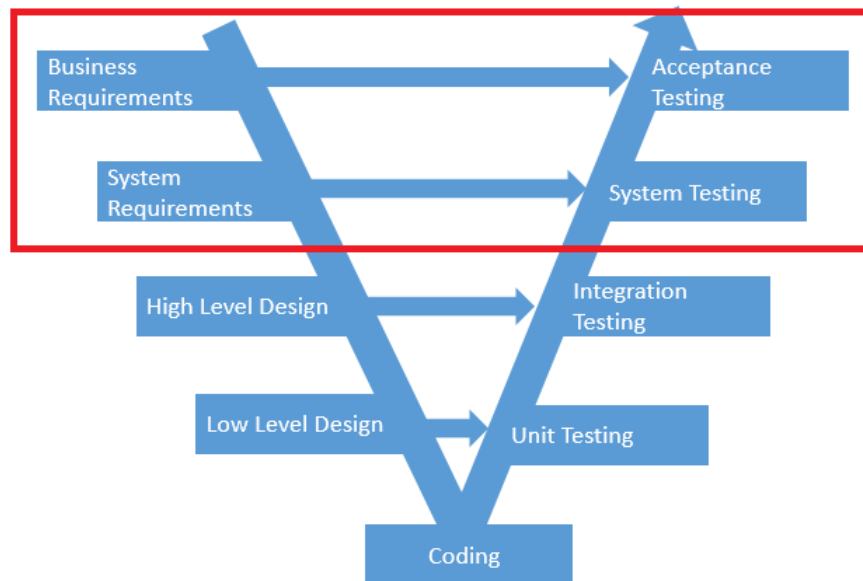 Business
Requirements
Acceptance
Testing
System
Requirements
System Testing
High Level Design
Integration
Testing
Low Level Design
Unit Testing
Coding